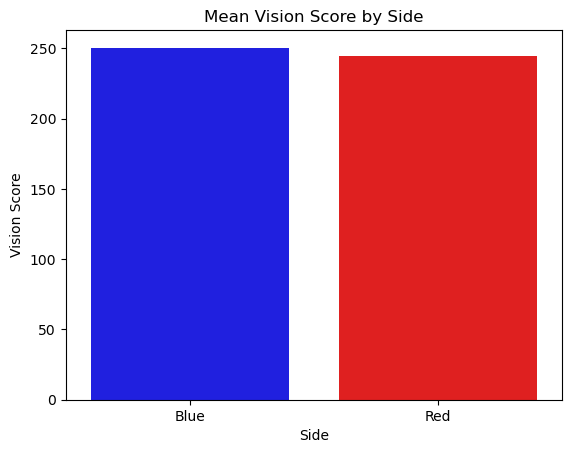 Mean Vision Score by Side
250
200
150
100
50
0
Vision Score
Blue
Red
Side